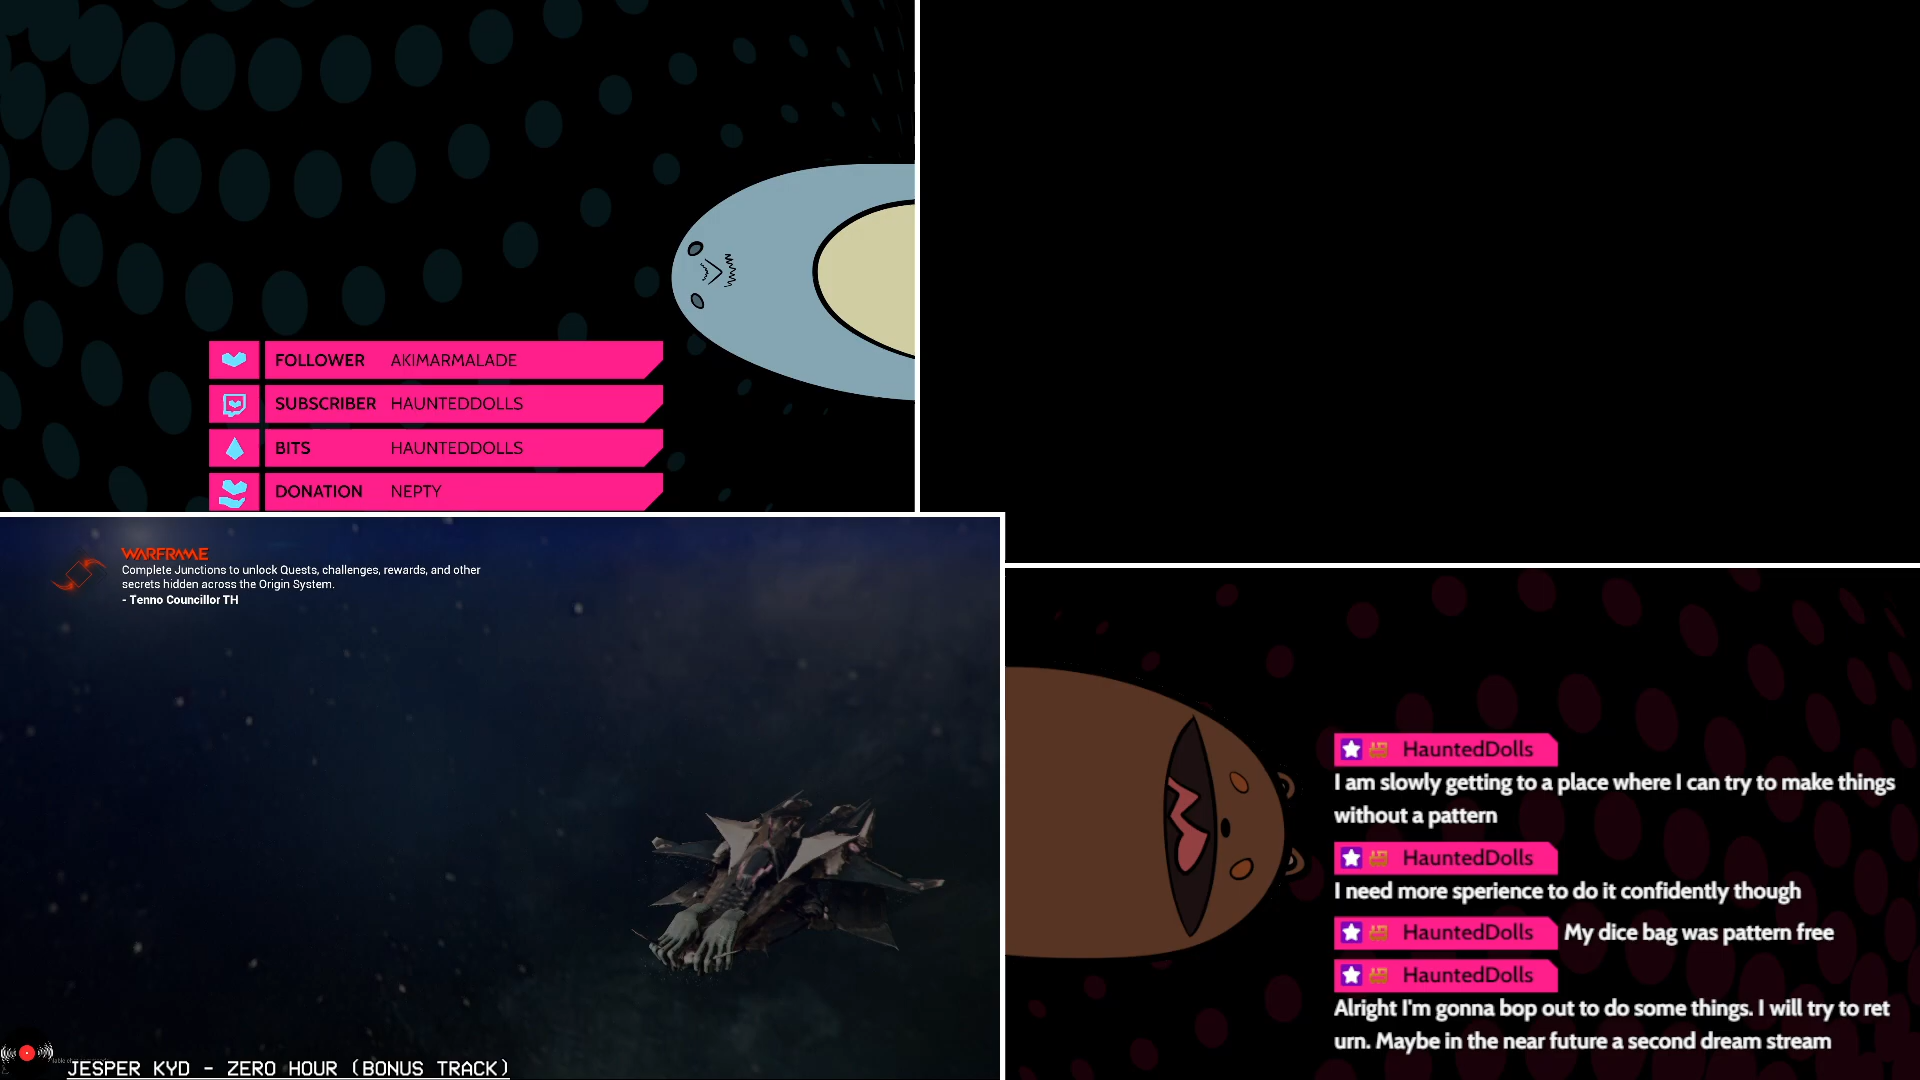 FOLLOWER AKIMARMALADE
SUBSCRIBER HAUNTEDDOLLS
BITS HAUNTEDDOLLS
DONATION NEPTY
WARFRAME
Complete Junctions to unlock Quests, challenges, rewards, and other
secrets hidden across the Origin System.
- Tenno Councillor TH
JESPER KYD - ZERO HOUR (BONUS TRACK)
HauntedDolls
I am slowly getting to a place where I can try to make things
without a pattern
HauntedDolls
I need more sperience to do it confidently though
HauntedDolls My dice bag was pattern free
HauntedDolls
Alright I'm gonna bop out to do some things. I will try to ret
urn. Maybe in the near future a second dream stream